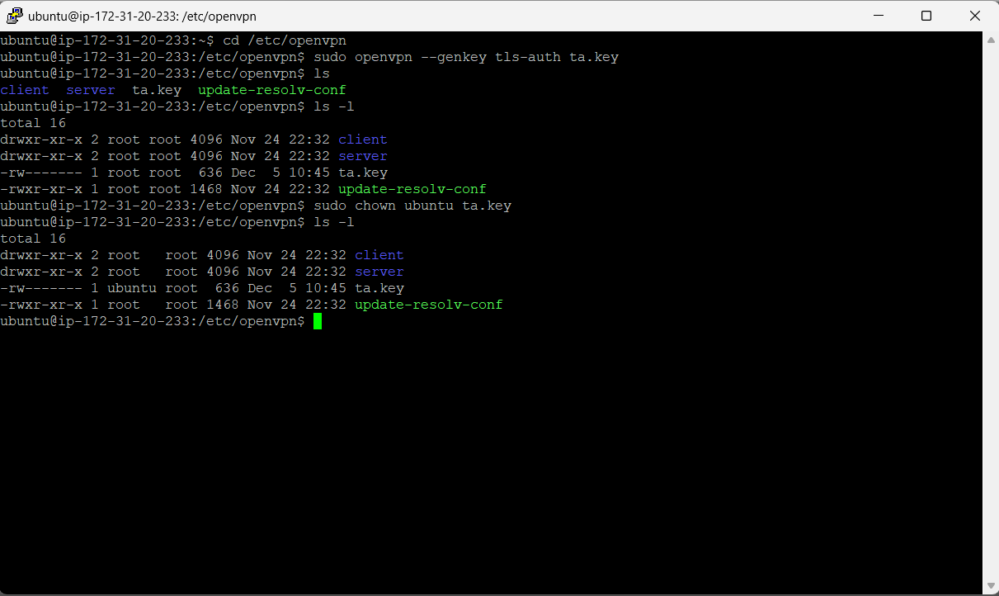 ubuntu@ip-172-31-20-233: /etc/openvpn
ubuntu@ip-172-31-20-233:~$ cd /etc/openvpn
ubuntu@ip-172-31-20-233:/etc/openvpn$ sudo openvpn --genkey tls-auth ta.key
ubuntu@ip-172-31-20-233:/etc/openvpn$ ls
client  server  ta.key  update-resolv-conf
ubuntu@ip-172-31-20-233:/etc/openvpn$ ls -l
total 16
drwxr-xr-x 2 root root 4096 Nov 24 22:32 client
drwxr-xr-x 2 root root 4096 Nov 24 22:32 server
-rw------- 1 root root  636 Dec  5 10:45 ta.key
-rwxr-xr-x 1 root root 1468 Nov 24 22:32 update-resolv-conf
ubuntu@ip-172-31-20-233:/etc/openvpn$ sudo chown ubuntu ta.key
ubuntu@ip-172-31-20-233:/etc/openvpn$ ls -l
total 16
drwxr-xr-x 2 root   root 4096 Nov 24 22:32 client
drwxr-xr-x 2 root   root 4096 Nov 24 22:32 server
-rw------- 1 ubuntu root  636 Dec  5 10:45 ta.key
-rwxr-xr-x 1 root   root 1468 Nov 24 22:32 update-resolv-conf
ubuntu@ip-172-31-20-233:/etc/openvpn$